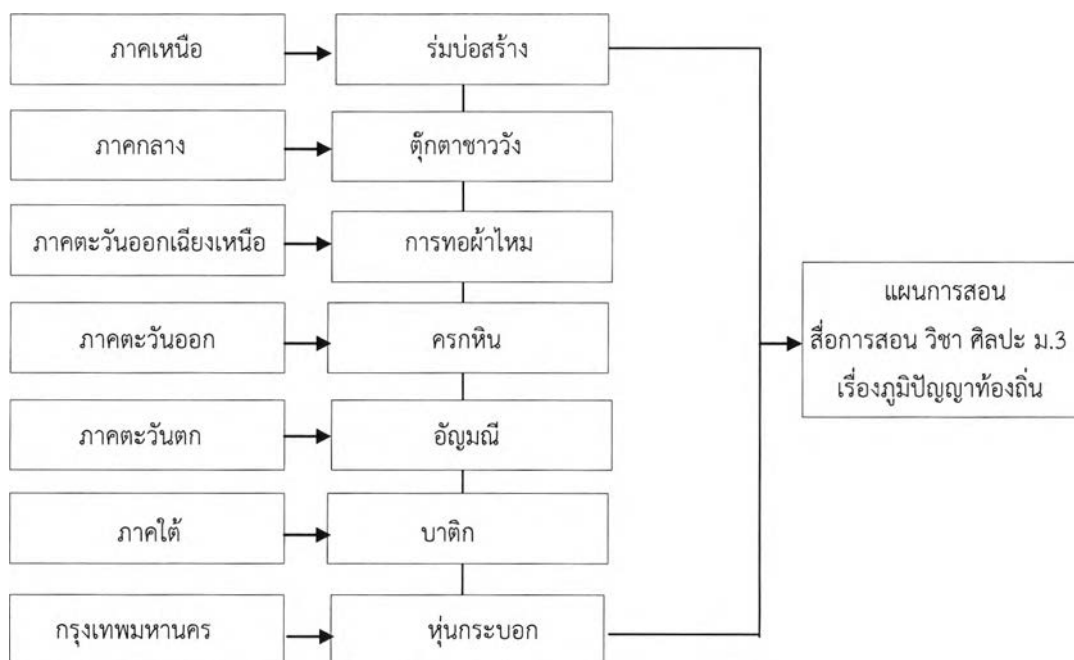 ภาคเหนือ
ร่มบ่อสร้าง
ภาคกลาง
ตุ๊กตาชาววัง
ภาคตะวันออกเฉียงเหนือ
การทอผ้าไหม
ภาคตะวันออก
ครกหิน
ภาคตะวันตก
อัญมณี
ภาคใต้
บาติก
กรุงเทพมหานคร
หุ่นกระบอก
แผนการสอน
สื่อการสอน วิชา ศิลปะ ม.3
เรื่องภูมิปัญญาท้องถิ่น